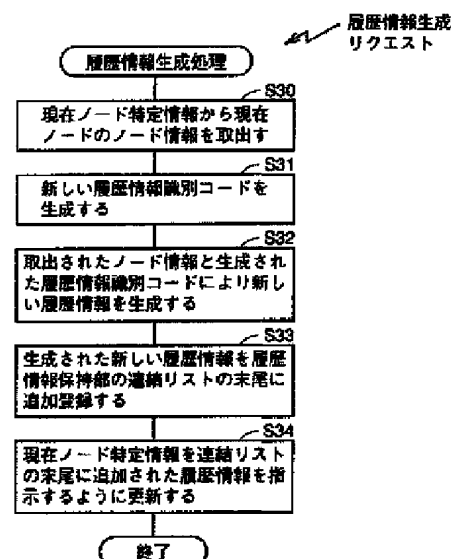 履歴情報生成
リクエスト
履歴情報生成処理
S30
現在ノード特定情報から現在
ノードのノード情報を取出す
S31
新しい履歴情報識別コードを
生成する
S32
取出されたノード情報と生成され
た履歴情報識別コードにより新し
い履歴情報を生成する
S33
生成された新しい履歴情報を履歴
情報保持部の連結リストの末尾に
追加登録する
S34
現在ノード特定情報を連結リスト
の末尾に追加された履歴情報を指
示するように更新する
終了